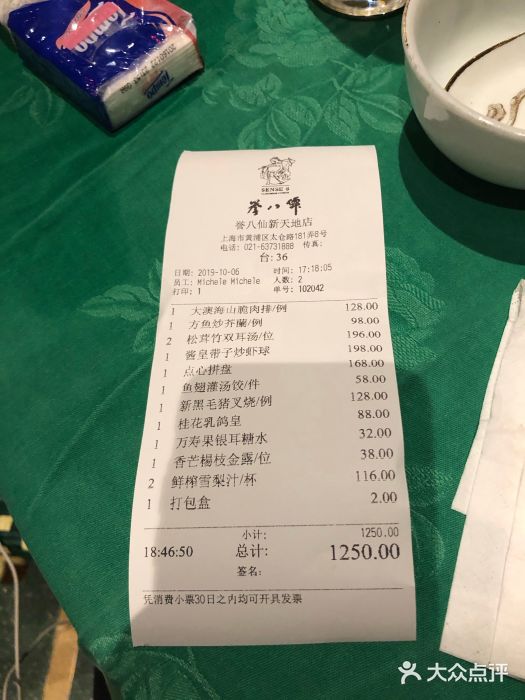 Tempo
SENSE 8
誉八仙
誉八仙新天地店
上海市黄浦区太仓路181弄8号
电话:021-63731888 传真:
台:36
日期:2019-10-06 时间:17:18:05
员工:Michele Michele 人数:2
打印:1 单号:102042
1 大澳海山脆肉排/例 128.00
1 方鱼炒芥蘭/例 98.00
2 松茸竹双耳汤/位 196.00
1 酱皇带子炒虾球 198.00
1 点心拼盘 168.00
1 鱼翅灌汤饺/件 58.00
1 新黑毛猪叉烧/例 128.00
1 桂花乳鸽皇 88.00
1 万寿果银耳糖水 32.00
1 香芒楊枝金露/位 38.00
2 鲜榨雪梨汁/杯 116.00
1 打包盒 2.00
小计: 1250.00
18:46:50 总计: 1250.00
签名:
凭消费小票30日之内均可开具发票
大众点评